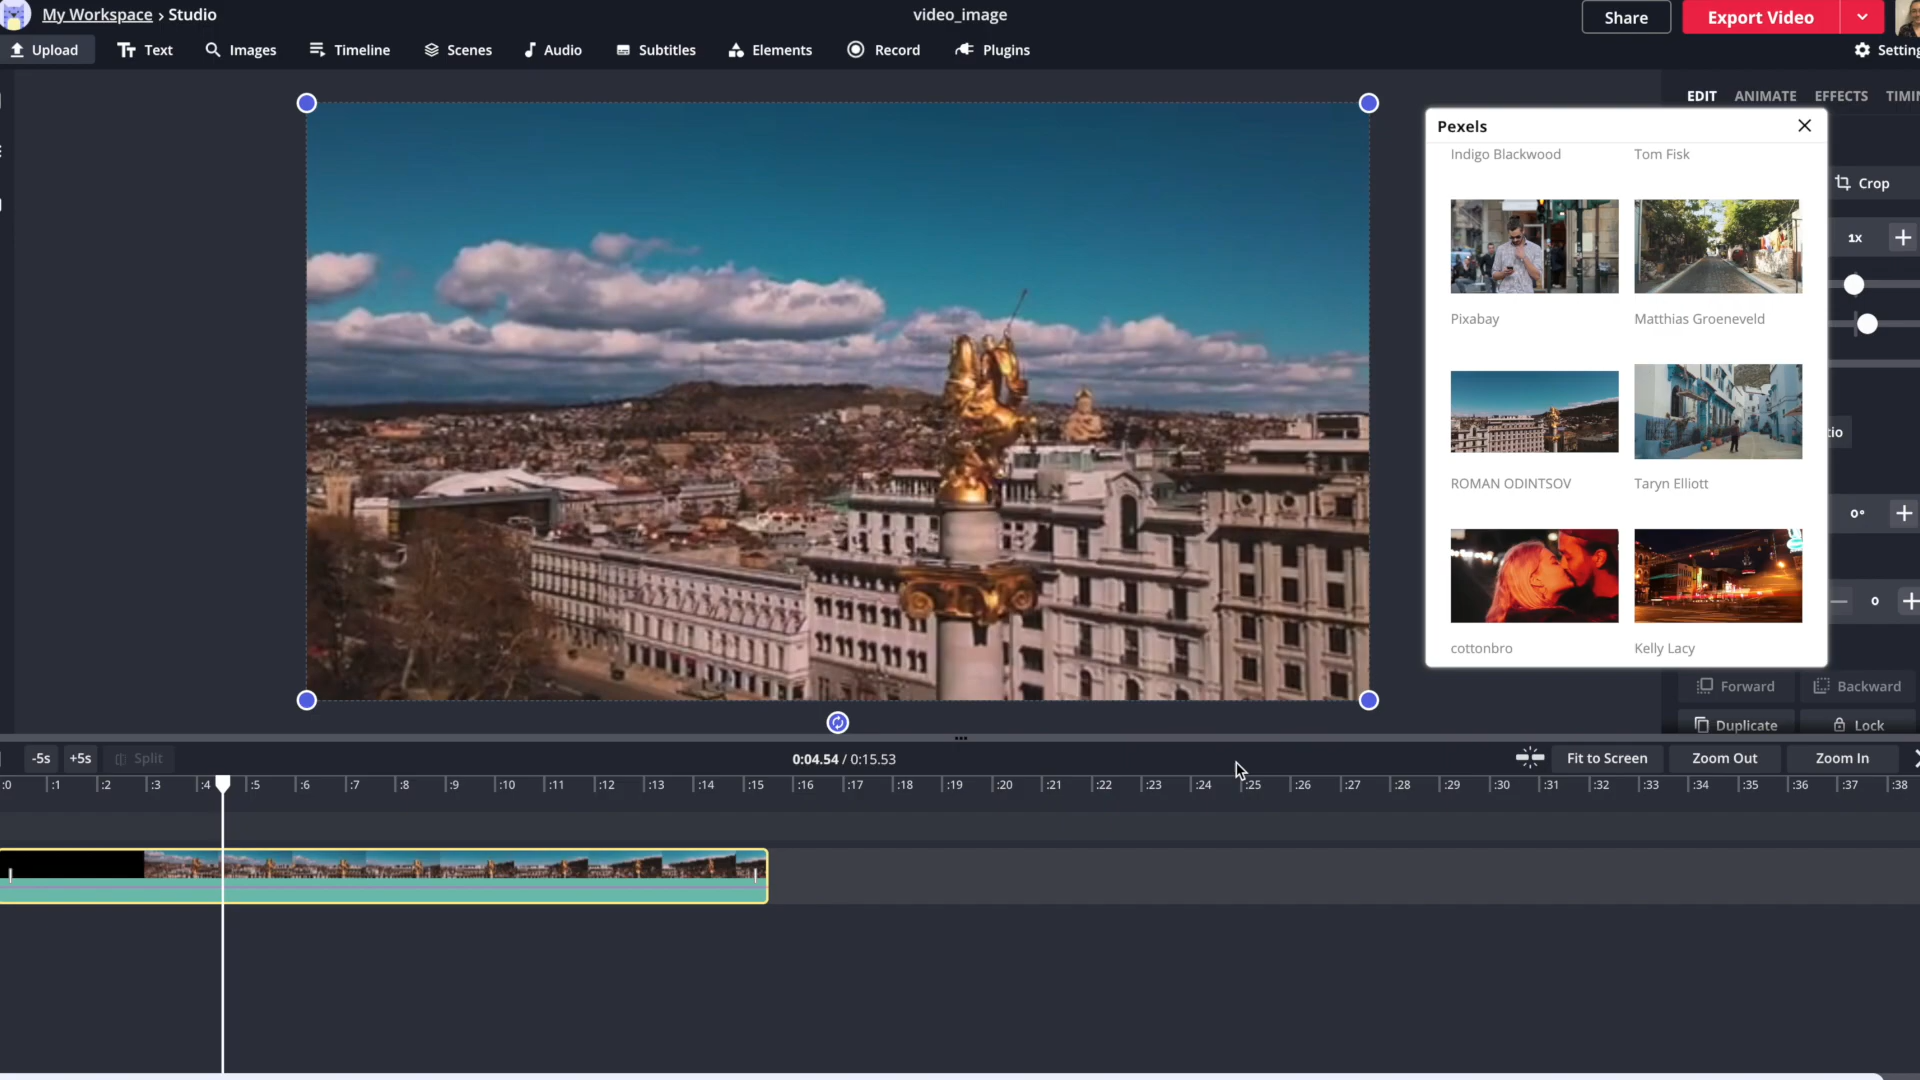 My Workspace › Studio
video_image
Share
Export Video
Upload
Text
Images
Timeline
Scenes
Audio
Subtitles
Elements
Record
Plugins
EDIT
ANIMATE
EFFECTS
Pexels
Indigo Blackwood
Tom Fisk
Crop
1x
Pixabay
Matthias Groeneveld
ROMAN ODINTSOV
Taryn Elliott
0°
0
cottonbro
Kelly Lacy
Forward
Backward
Duplicate
Lock
-5s
+5s
Split
0:04.54 / 0:15.53
Fit to Screen
Zoom Out
Zoom In
:0 :1 :2 :3 :4 :5 :6 :7 :8 :9 :10 :11 :12 :13 :14 :15 :16 :17 :18 :19 :20 :21 :22 :23 :24 :25 :26 :27 :28 :29 :30 :31 :32 :33 :34 :35 :36 :37 :38